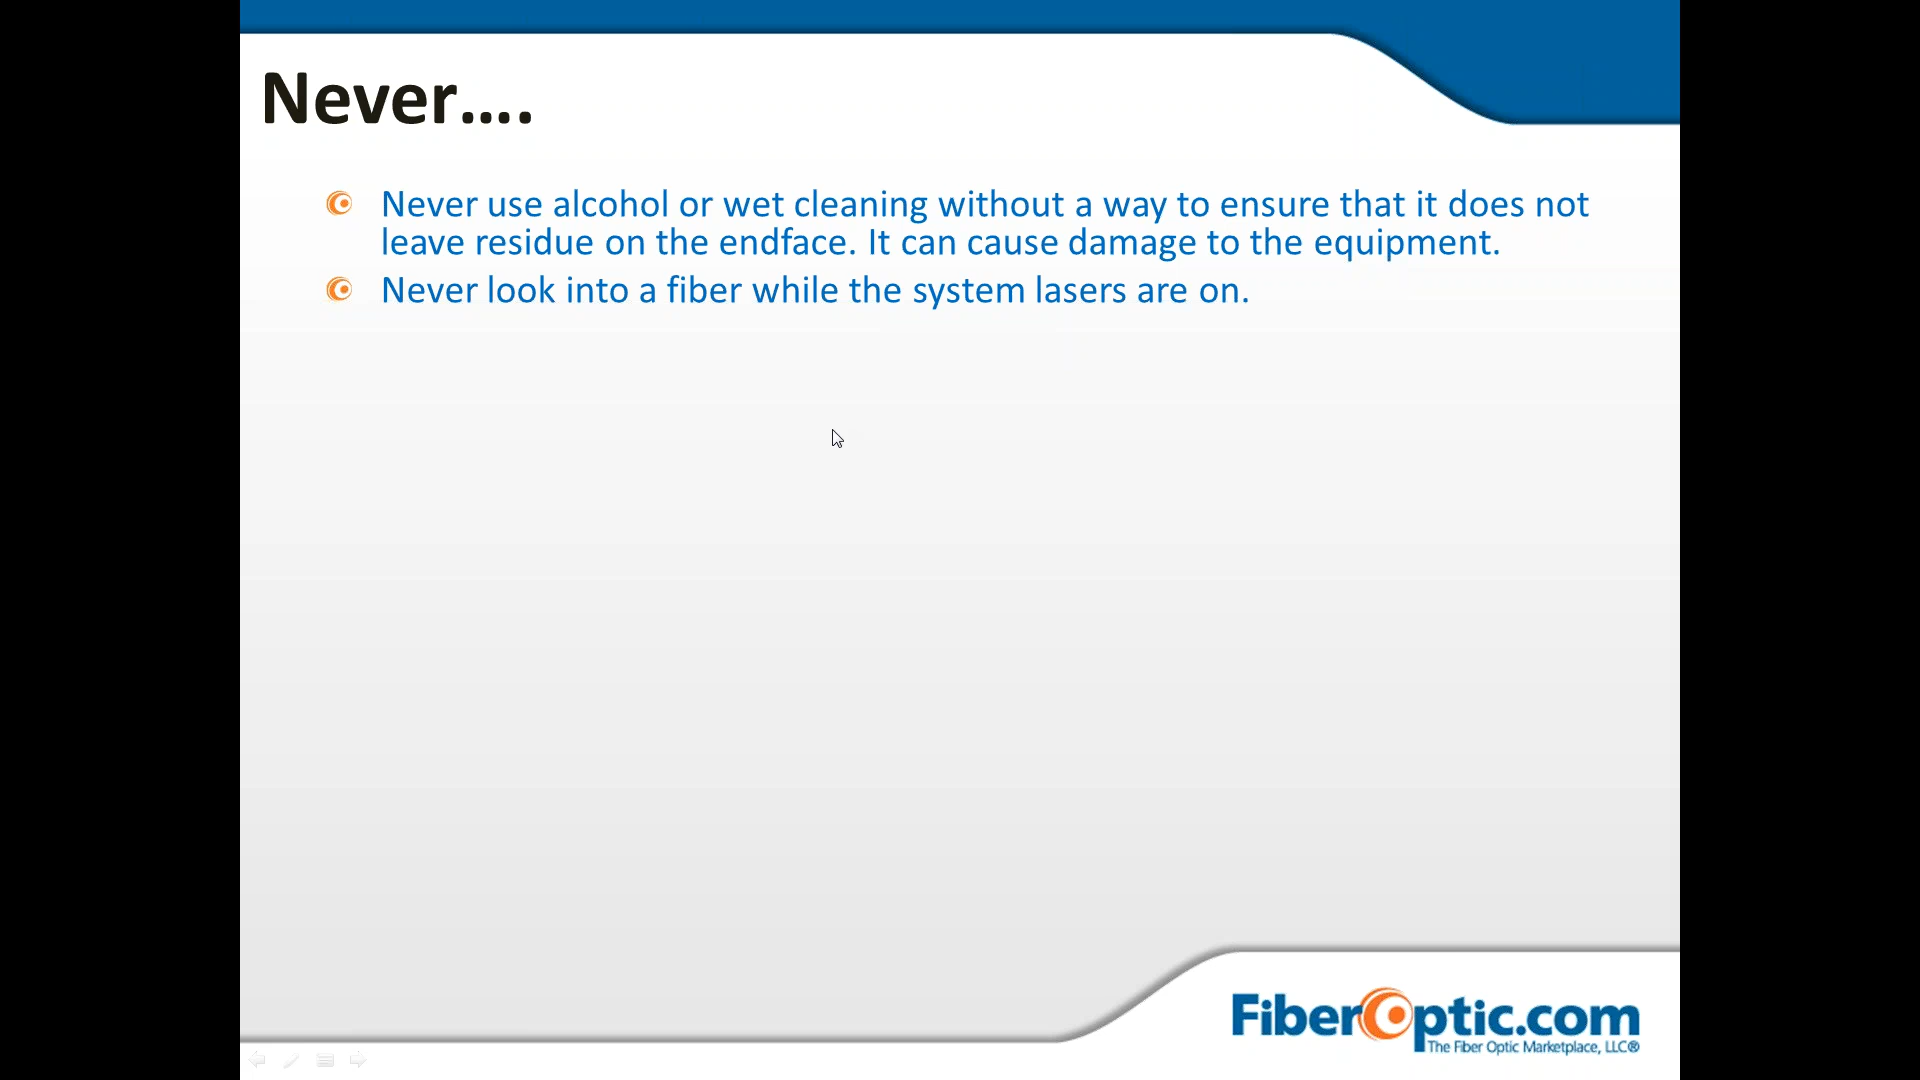 Never....
Never use alcohol or wet cleaning without a way to ensure that it does not
leave residue on the endface. It can cause damage to the equipment.
Never look into a fiber while the system lasers are on.
FiberOptic.com
The Fiber Optic Marketplace, LLC®